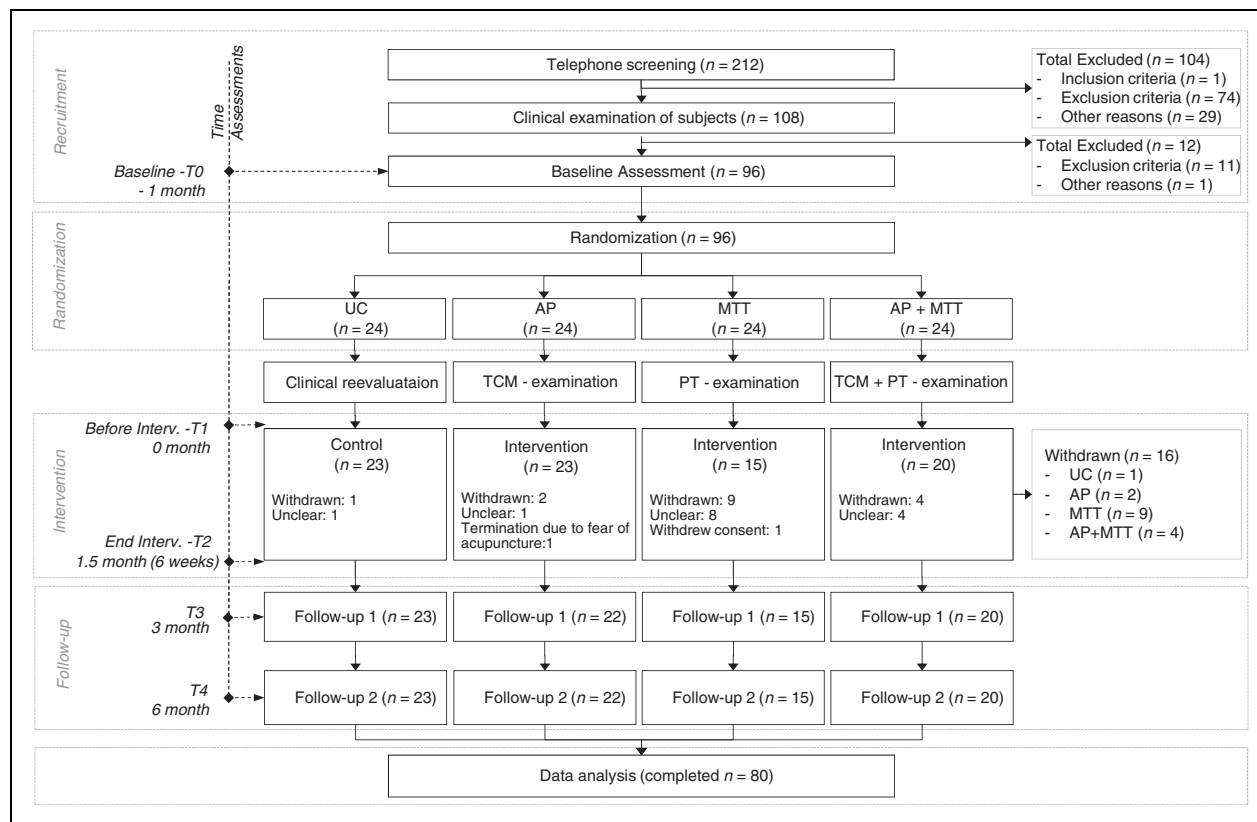 Recruitment
Time
Assessments
Telephone screening (n = 212)
Total Excluded (n = 104)
- Inclusion criteria (n = 1)
- Exclusion criteria (n = 74)
- Other reasons (n = 29)
Clinical examination of subjects (n = 108)
Total Excluded (n = 12)
- Exclusion criteria (n = 11)
- Other reasons (n = 1)
Baseline -T0
- 1 month
Baseline Assessment (n = 96)
Randomization
Randomization (n = 96)
UC
(n = 24)
AP
(n = 24)
MTT
(n = 24)
AP + MTT
(n = 24)
Clinical reevaluataion
TCM - examination
PT - examination
TCM + PT - examination
Intervention
Before Interv. -T1
0 month
Control
(n = 23)
Withdrawn: 1
Unclear: 1
Intervention
(n = 23)
Withdrawn: 2
Unclear: 1
Termination due to fear of
acupuncture:1
Intervention
(n = 15)
Withdrawn: 9
Unclear: 8
Withdrew consent: 1
Intervention
(n = 20)
Withdrawn: 4
Unclear: 4
Withdrawn (n = 16)
- UC (n = 1)
- AP (n = 2)
- MTT (n = 9)
- AP+MTT (n = 4)
End Interv. -T2
1.5 month (6 weeks)
Follow-up
T3
3 month
Follow-up 1 (n = 23)
Follow-up 1 (n = 22)
Follow-up 1 (n = 15)
Follow-up 1 (n = 20)
T4
6 month
Follow-up 2 (n = 23)
Follow-up 2 (n = 22)
Follow-up 2 (n = 15)
Follow-up 2 (n = 20)
Data analysis (completed n = 80)